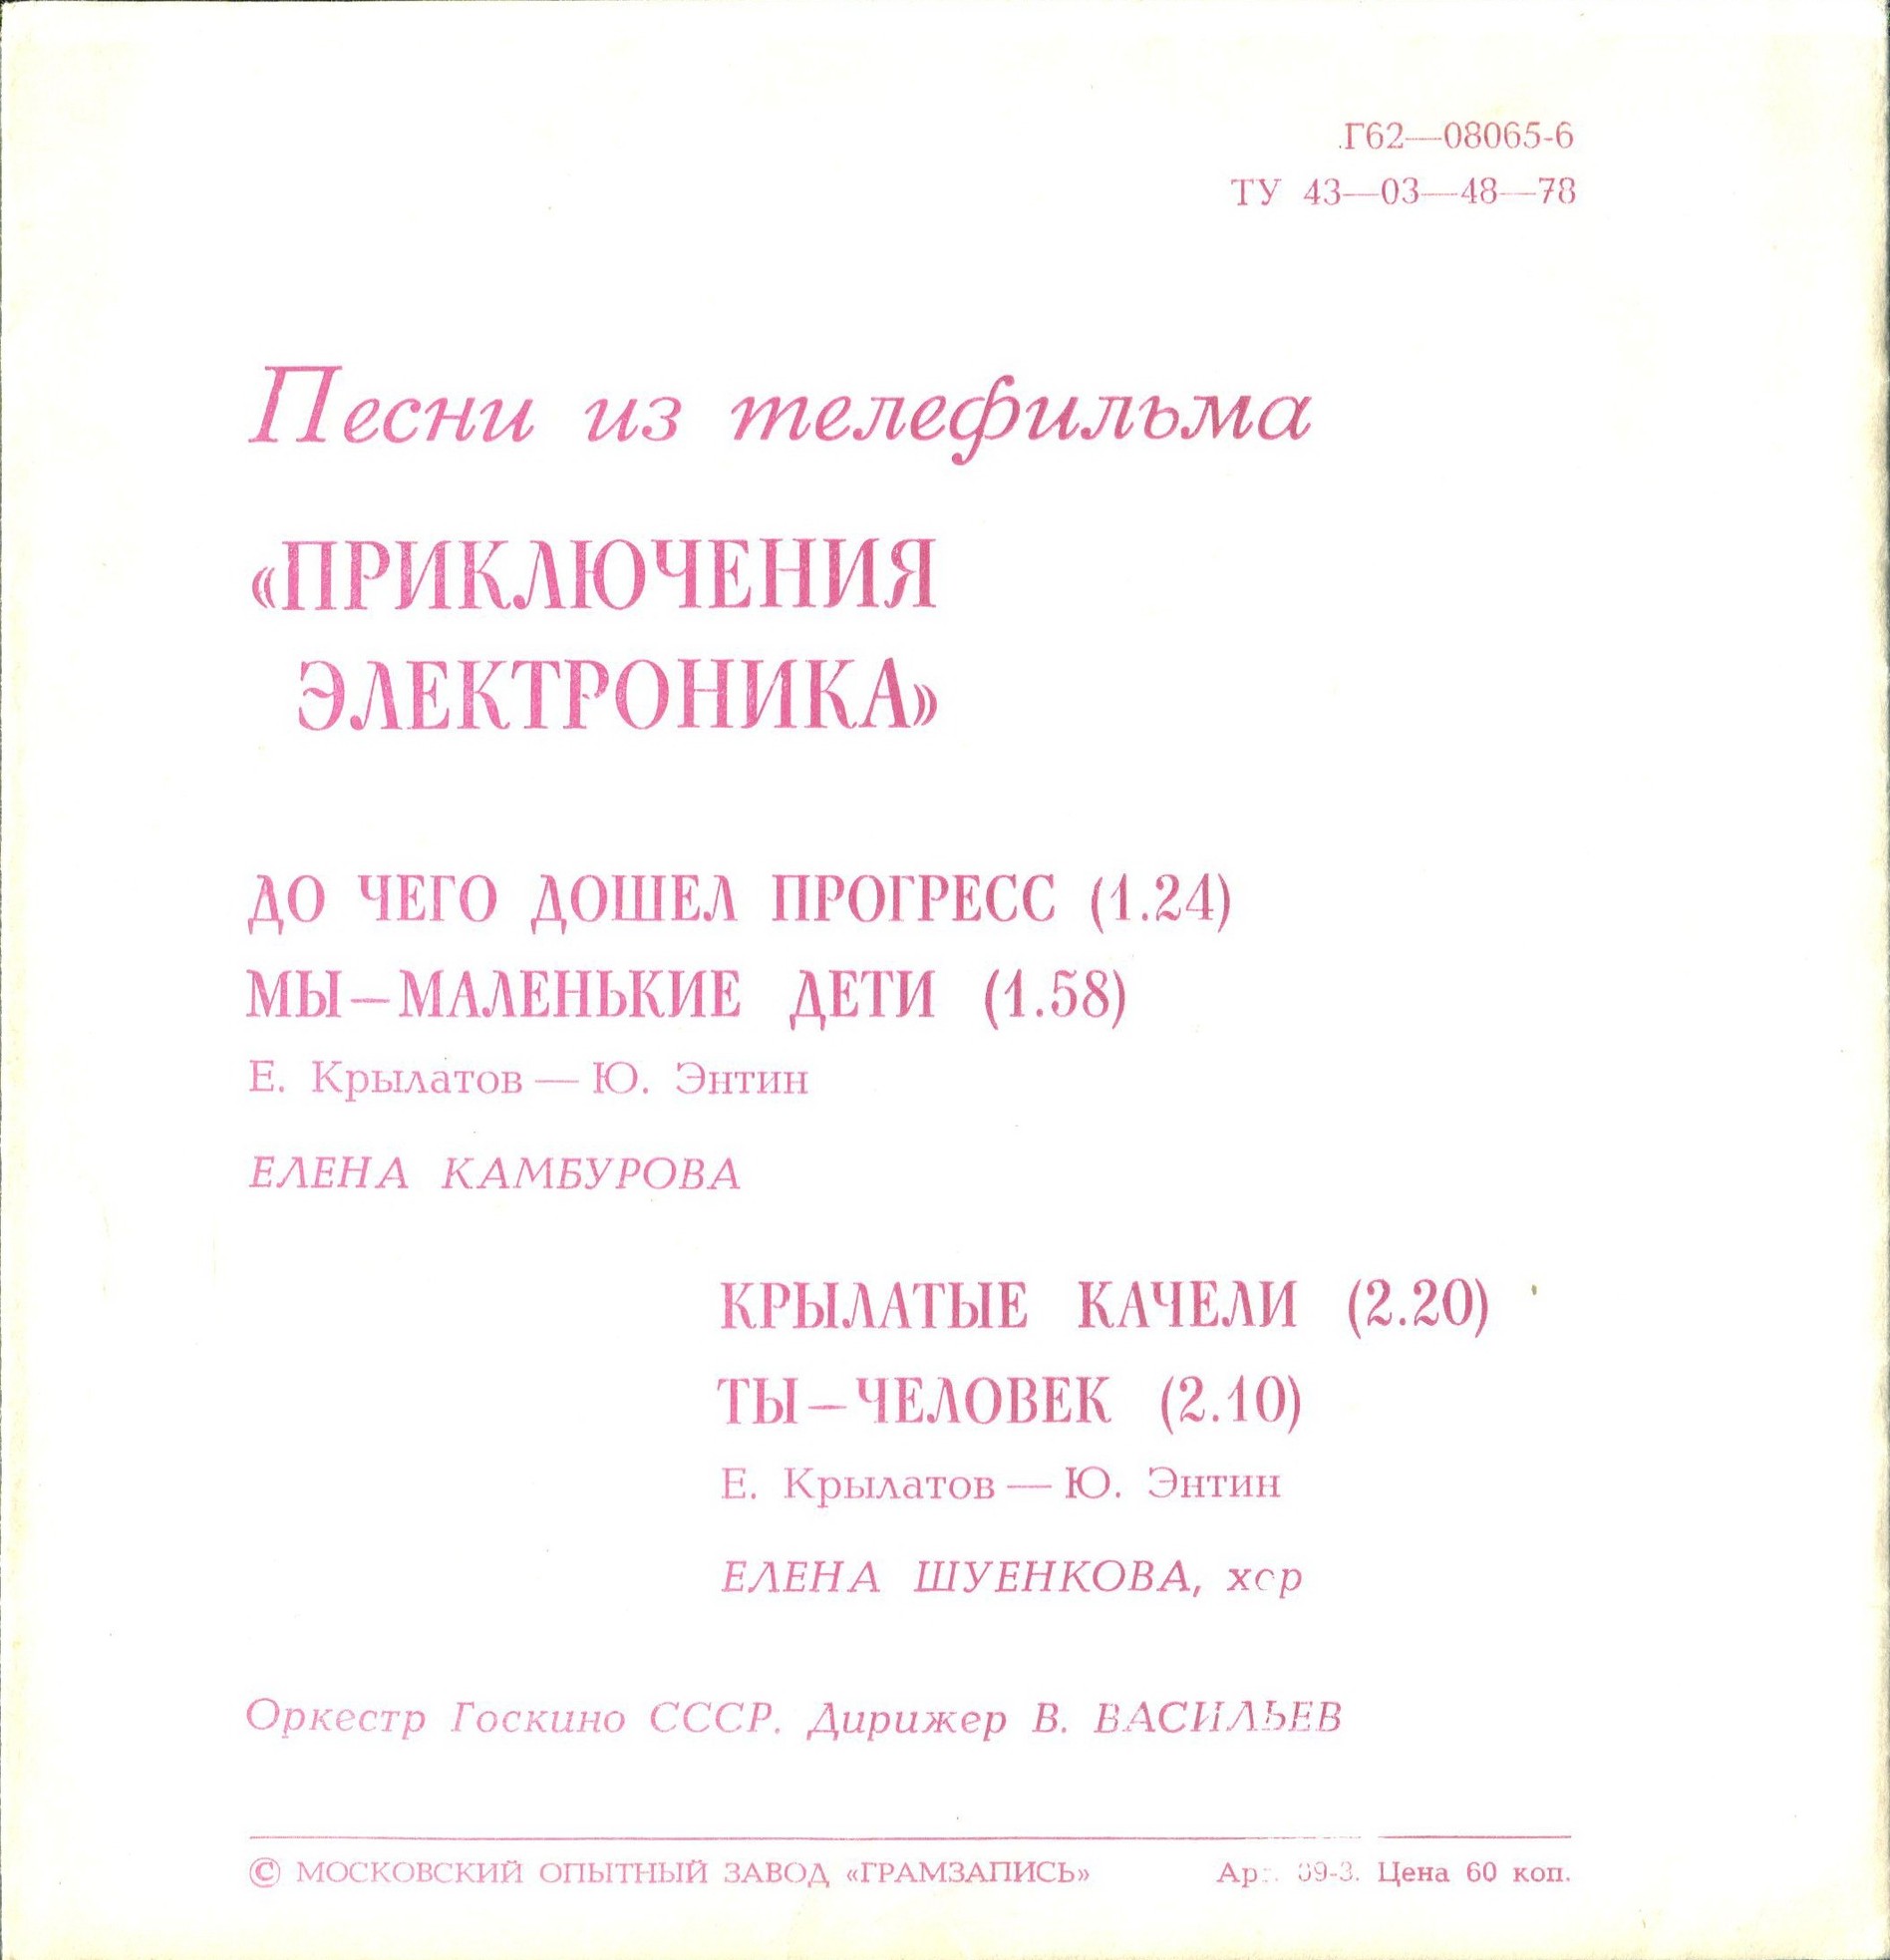 Г62—08065-6
ТУ 43—03—48—78
Песни из телефильма
«ПРИКЛЮЧЕНИЯ
ЭЛЕКТРОНИКА»
ДО ЧЕГО ДОШЕЛ ПРОГРЕСС (1.24)
МЫ—МАЛЕНЬКИЕ ДЕТИ (1.58)
Е. Крылатов — Ю. Энтин
ЕЛЕНА КАМБУРОВА
КРЫЛАТЫЕ КАЧЕЛИ (2.20)
ТЫ—ЧЕЛОВЕК (2.10)
Е. Крылатов — Ю. Энтин
ЕЛЕНА ШУЕНКОВА, хор
Оркестр Госкино СССР. Дирижер В. ВАСИЛЬЕВ
© МОСКОВСКИЙ ОПЫТНЫЙ ЗАВОД «ГРАМЗАПИСЬ»
Цена 60 коп.